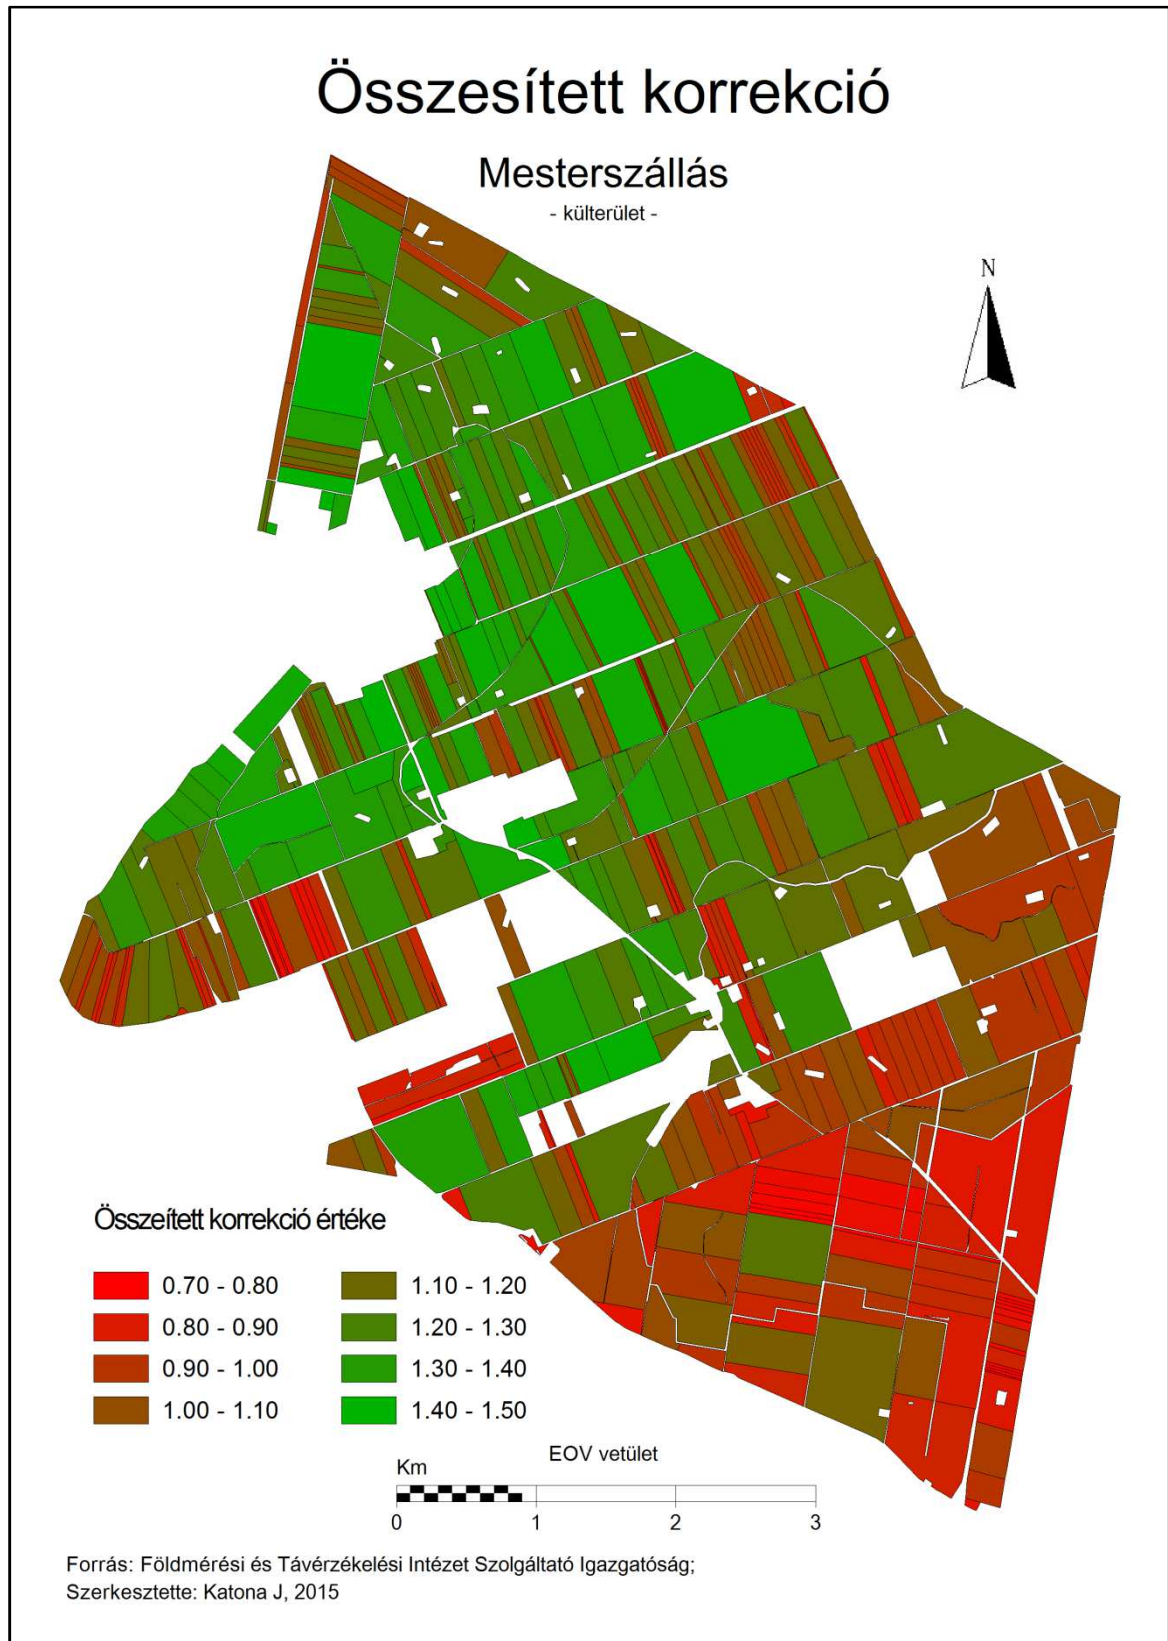 Összesített korrekció
Mesterszállás
- külterület -
N
Összeített korrekció értéke
0.70 - 0.80
0.80 - 0.90
0.90 - 1.00
1.00 - 1.10
1.10 - 1.20
1.20 - 1.30
1.30 - 1.40
1.40 - 1.50
EOV vetület
Km
0 1 2 3
Forrás: Földmérési és Távérzékelési Intézet Szolgáltató Igazgatóság;
Szerkesztette: Katona J, 2015